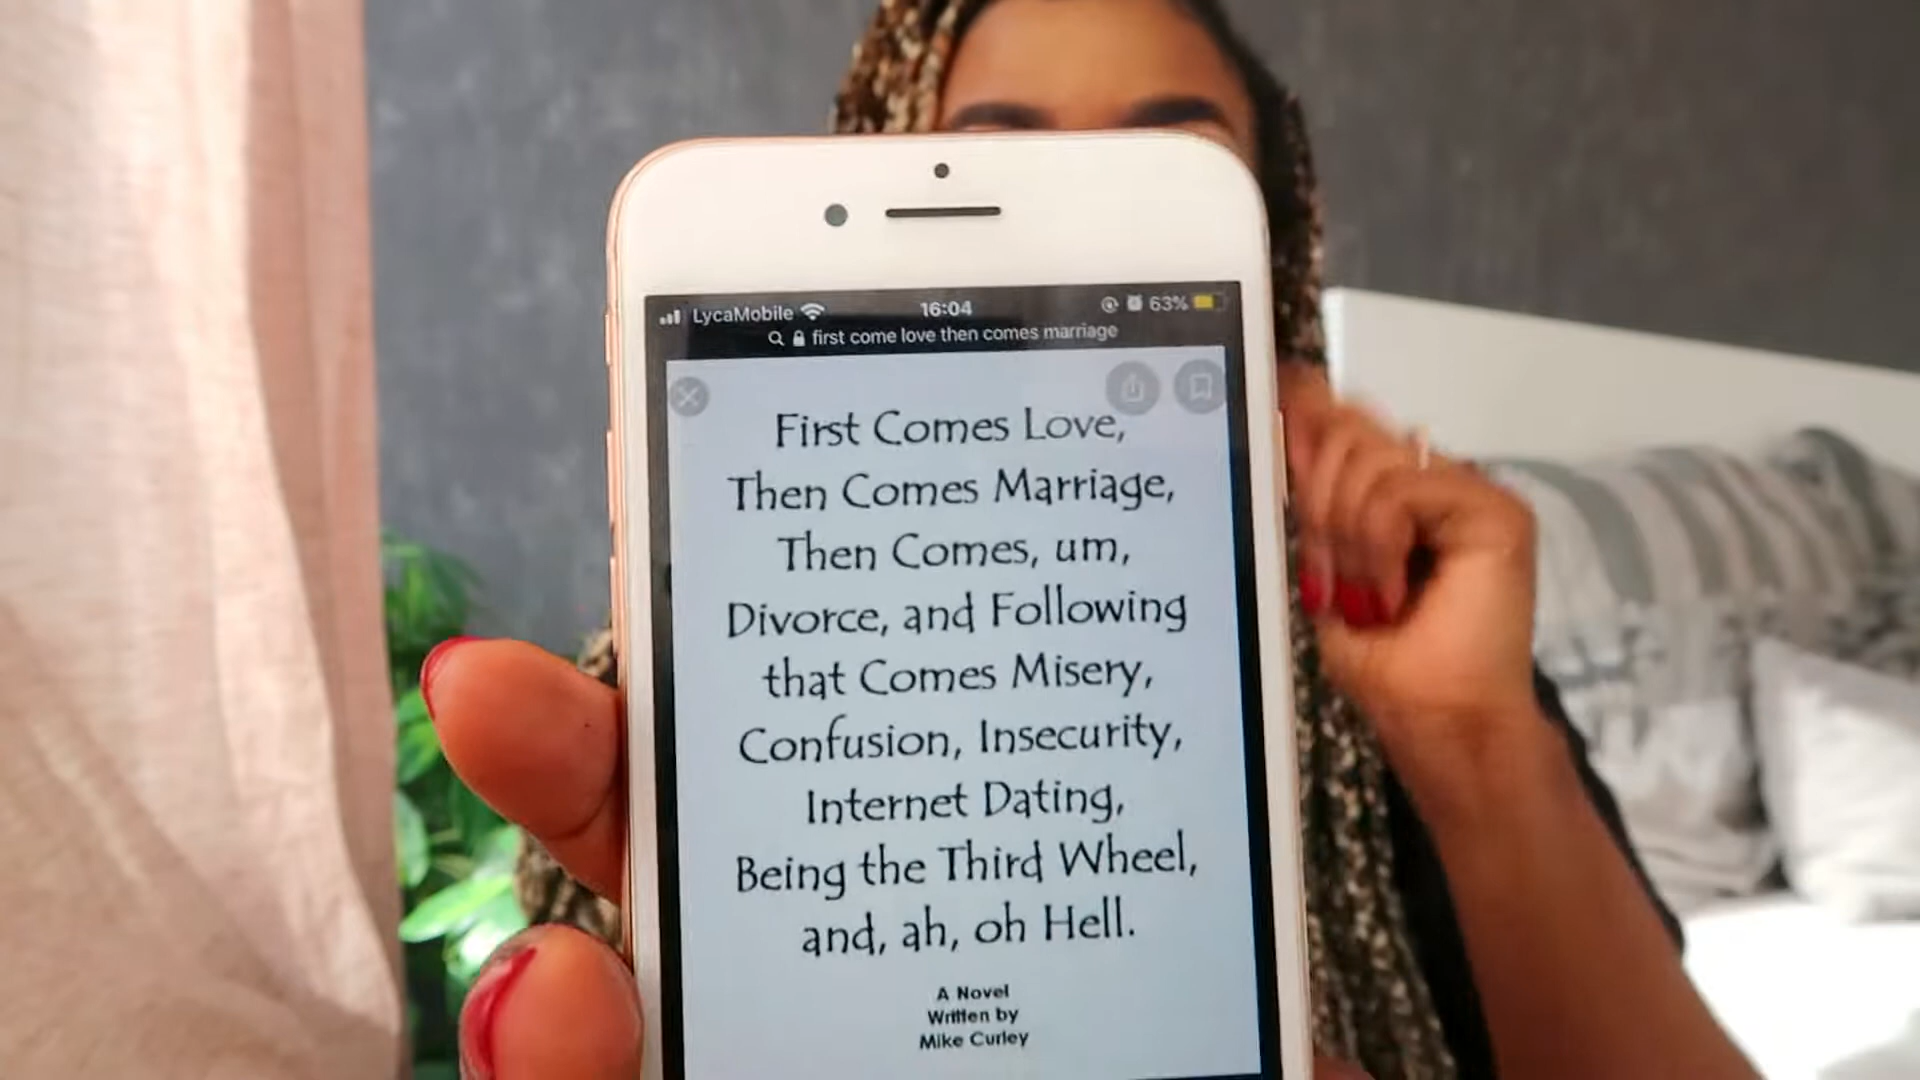 LycaMobile 16:04 63%
first come love then comes marriage
First Comes Love,
Then Comes Marriage,
Then Comes, um,
Divorce, and Following
that Comes Misery,
Confusion, Insecurity,
Internet Dating,
Being the Third Wheel,
and, ah, oh Hell.
A Novel
Written by
Mike Curley